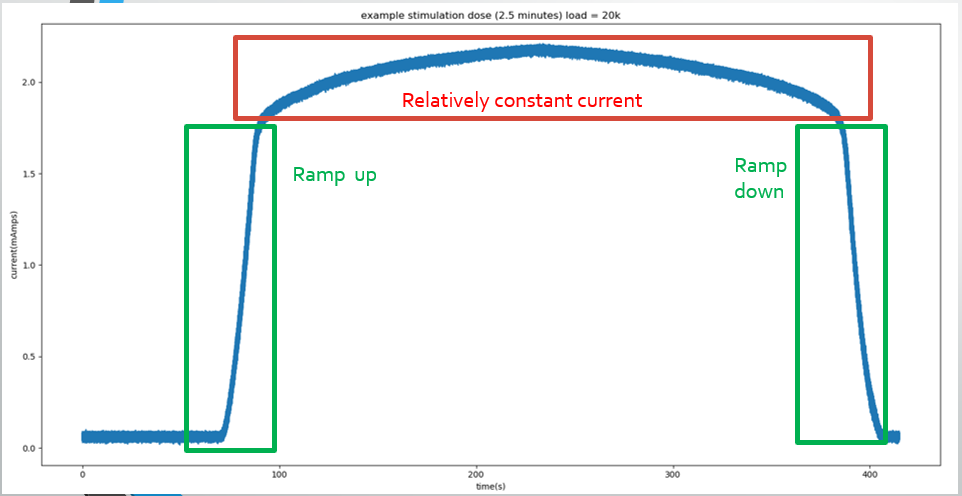 example stimulation dose (2.5 minutes) load = 20k
Relatively constant current
Ramp up
Ramp
down
current(mAmps)
2.0
1.5
1.0
0.5
0.0
0
100
200
300
400
time(s)